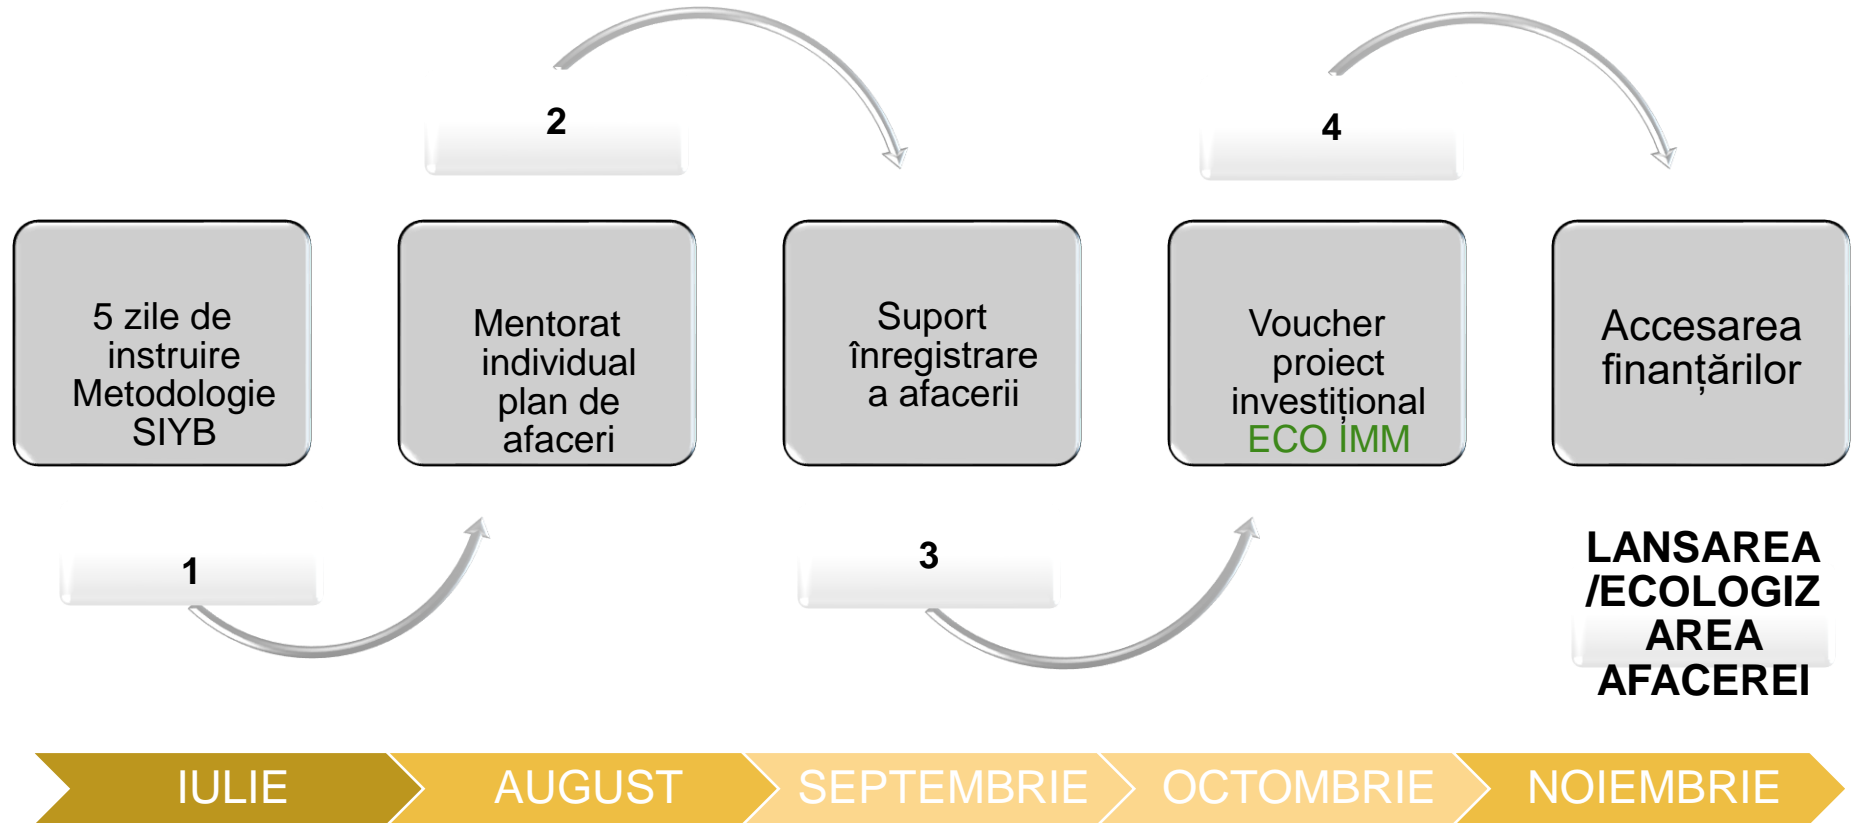 2
4
5 zile de
instruire
Metodologie
SIYB
Mentorat
individual
plan de
afaceri
Suport
înregistrare
a afacerii
Voucher
proiect
investițional
ECO IMM
Accesarea
finanțărilor
1
3
LANSAREA
/ECOLOGIZ
AREA
AFACEREI
IULIE
AUGUST
SEPTEMBRIE
OCTOMBRIE
NOIEMBRIE